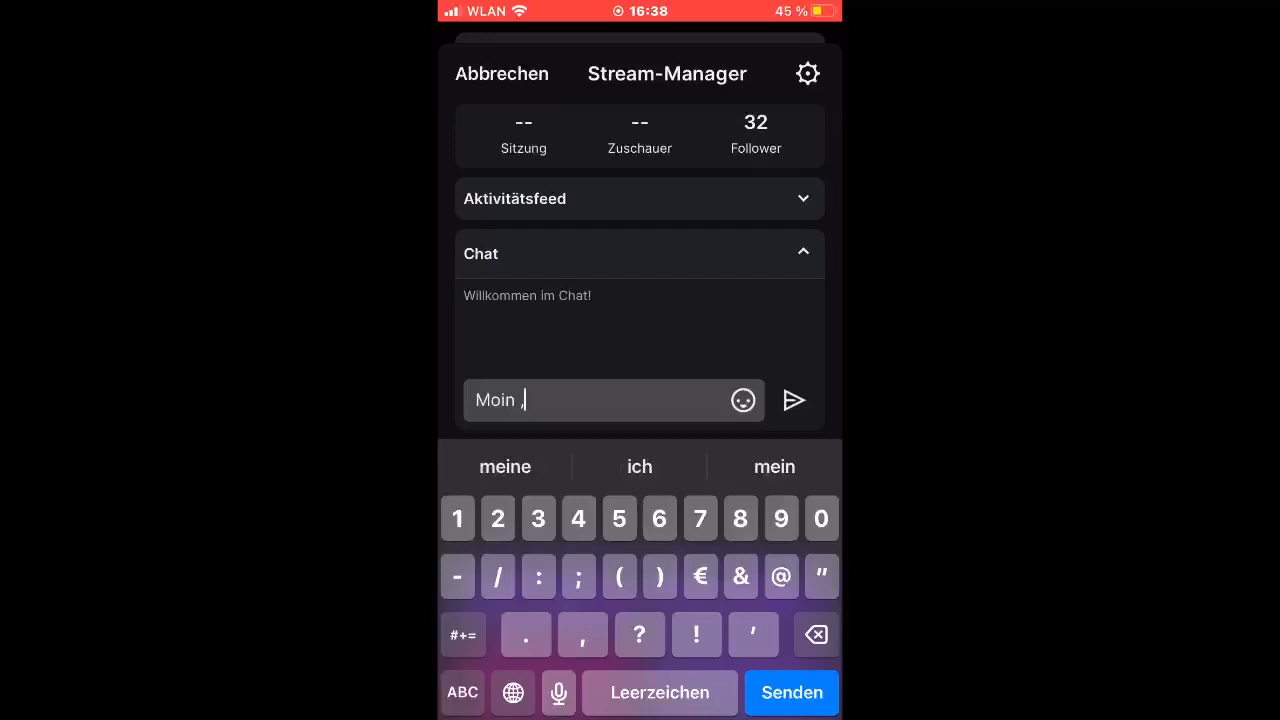 WLAN 16:38 45 %
Abbrechen Stream-Manager
-- -- 32
Sitzung Zuschauer Follower
Aktivitätsfeed
Chat
Willkommen im Chat!
Moin ,
meine ich mein
1 2 3 4 5 6 7 8 9 0
- / : ; ( ) € & @ "
#+= . , ? ! '
ABC Leerzeichen Senden